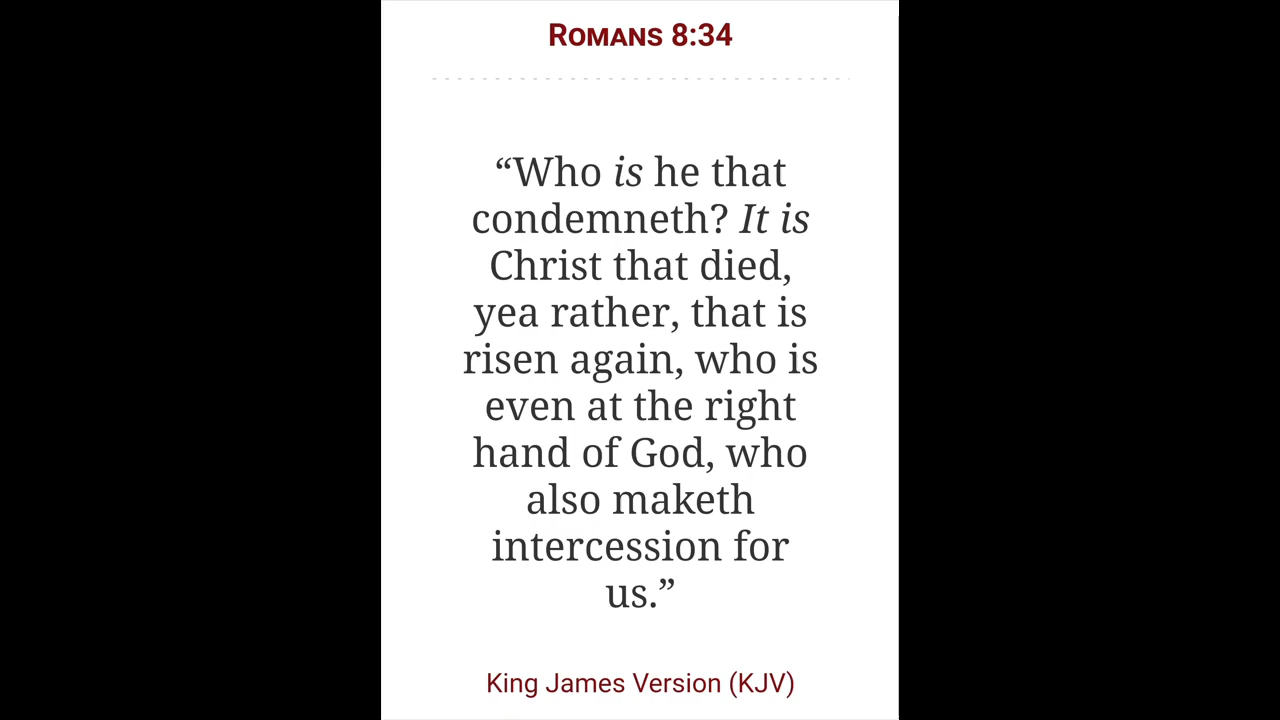 Romans 8:34
“Who is he that
condemneth? It is
Christ that died,
yea rather, that is
risen again, who is
even at the right
hand of God, who
also maketh
intercession for
us.”
King James Version (KJV)